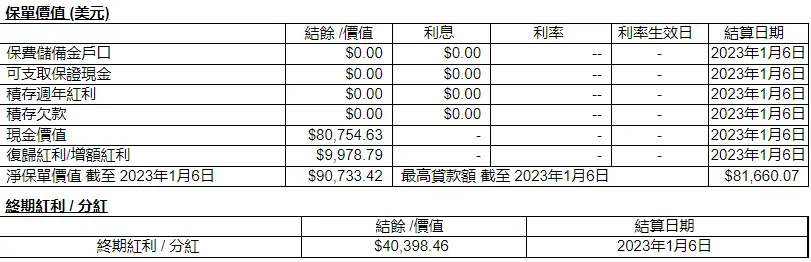 保單價值 (美元)
結餘 /價值 利息 利率 利率生效日 結算日期
保費儲備金戶口 $0.00 $0.00 -- - 2023年1月6日
可支取保證現金 $0.00 $0.00 -- - 2023年1月6日
積存週年紅利 $0.00 $0.00 -- - 2023年1月6日
積存欠款 $0.00 $0.00 -- - 2023年1月6日
現金價值 $80,754.63 - - - 2023年1月6日
復歸紅利/增額紅利 $9,978.79 - - - 2023年1月6日
淨保單價值 截至 2023年1月6日 $90,733.42 最高貸款額 截至 2023年1月6日 $81,660.07
終期紅利 / 分紅
結餘 /價值 結算日期
終期紅利 / 分紅 $40,398.46 2023年1月6日